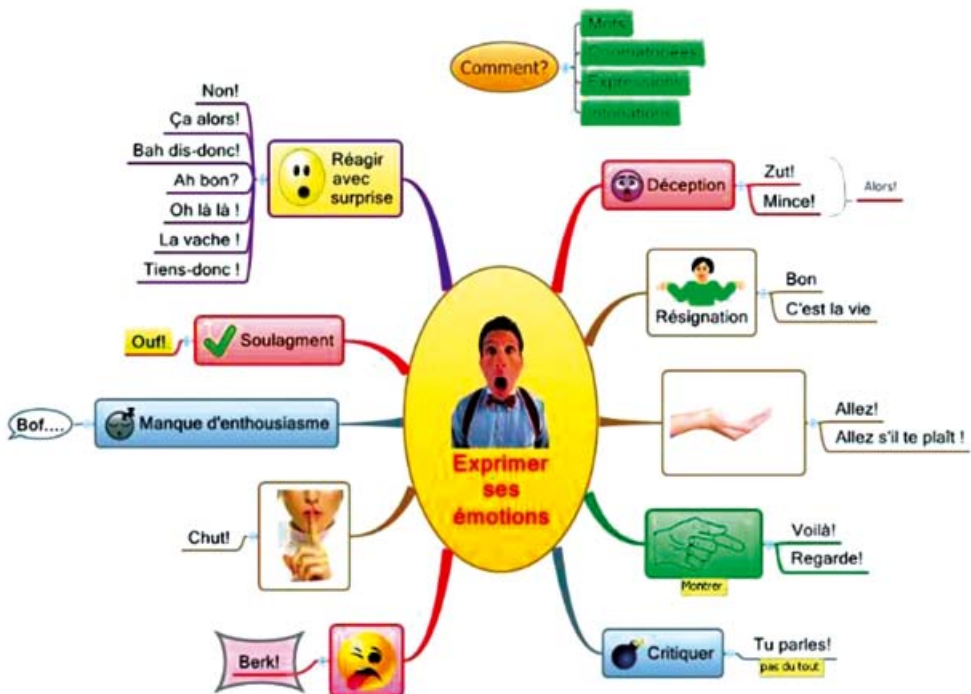 Comment?
Mots
Onomatopées
Expressions
Intonations
Non!
Ça alors!
Bah dis-donc!
Ah bon?
Oh là là !
La vache !
Tiens-donc !
Réagir
avec
surprise
Déception
Zut!
Mince!
Alors!
Résignation
Bon
C'est la vie
Ouf!
Soulagment
Bof....
Manque d'enthousiasme
Allez!
Allez s'il te plaît !
Exprimer
ses
émotions
Chut!
Voilà!
Regarde!
Montrer
Berk!
Critiquer
Tu parles!
pas du tout